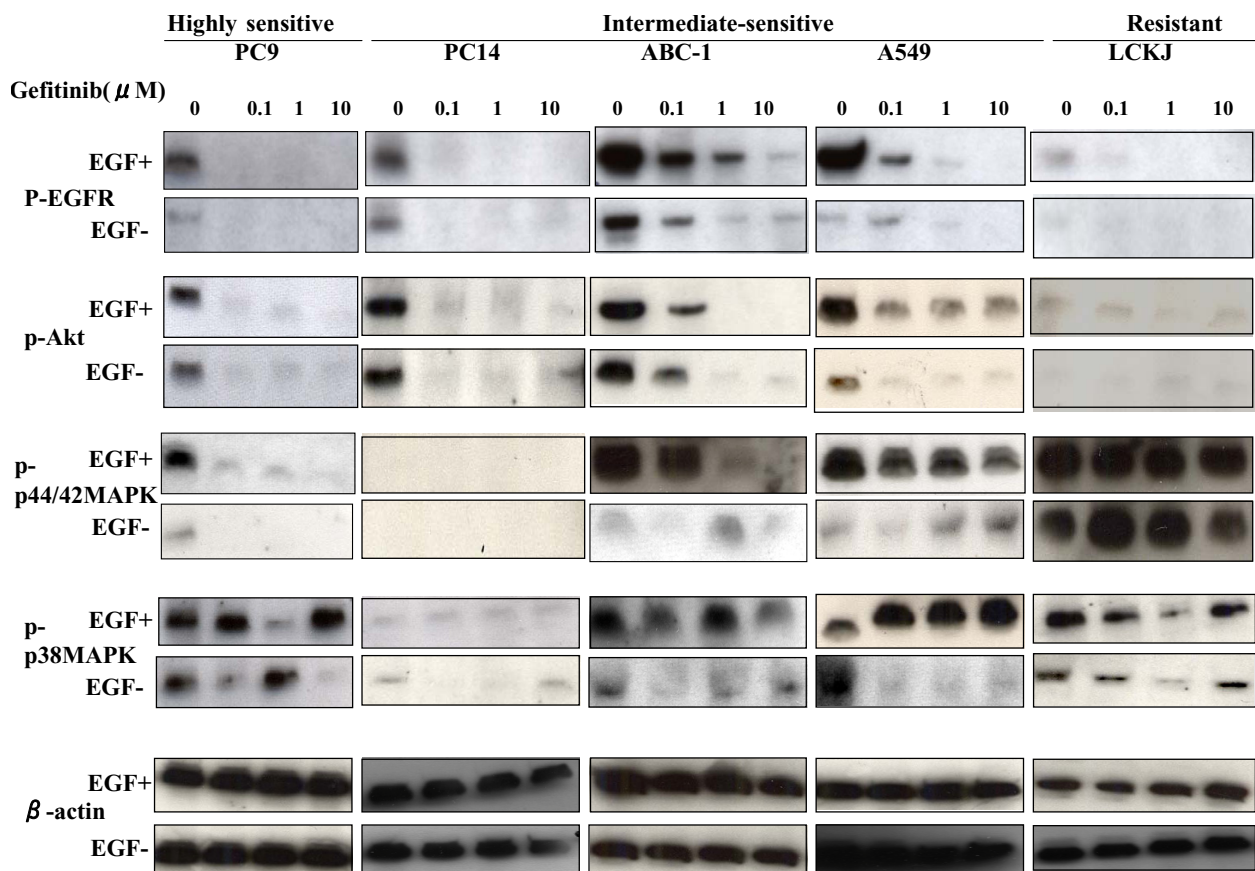 Highly sensitive Intermediate-sensitive Resistant
PC9 PC14 ABC-1 A549 LCKJ
Gefitinib( μ M)
0 0.1 1 10 0 0.1 1 10 0 0.1 1 10 0 0.1 1 10 0 0.1 1 10
EGF+
P-EGFR
EGF-
EGF+
p-Akt
EGF-
EGF+
p-
p44/42MAPK
EGF-
EGF+
p-
p38MAPK
EGF-
EGF+
β-actin
EGF-